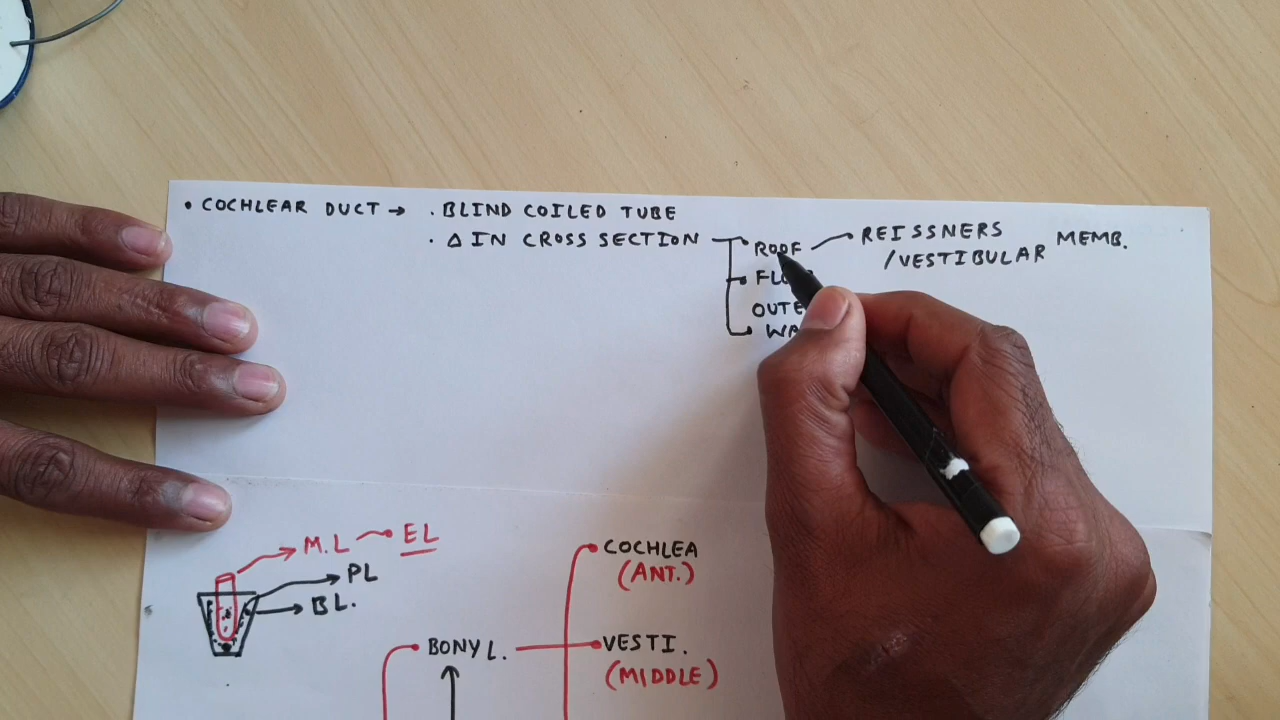 • COCHLEAR DUCT → . BLIND COILED TUBE
. Δ IN CROSS SECTION
ROOF
REISSNERS
/VESTIBULAR MEMB.
M.L
EL
PL
BL.
COCHLEA
(ANT.)
BONY L.
VESTI.
(MIDDLE)